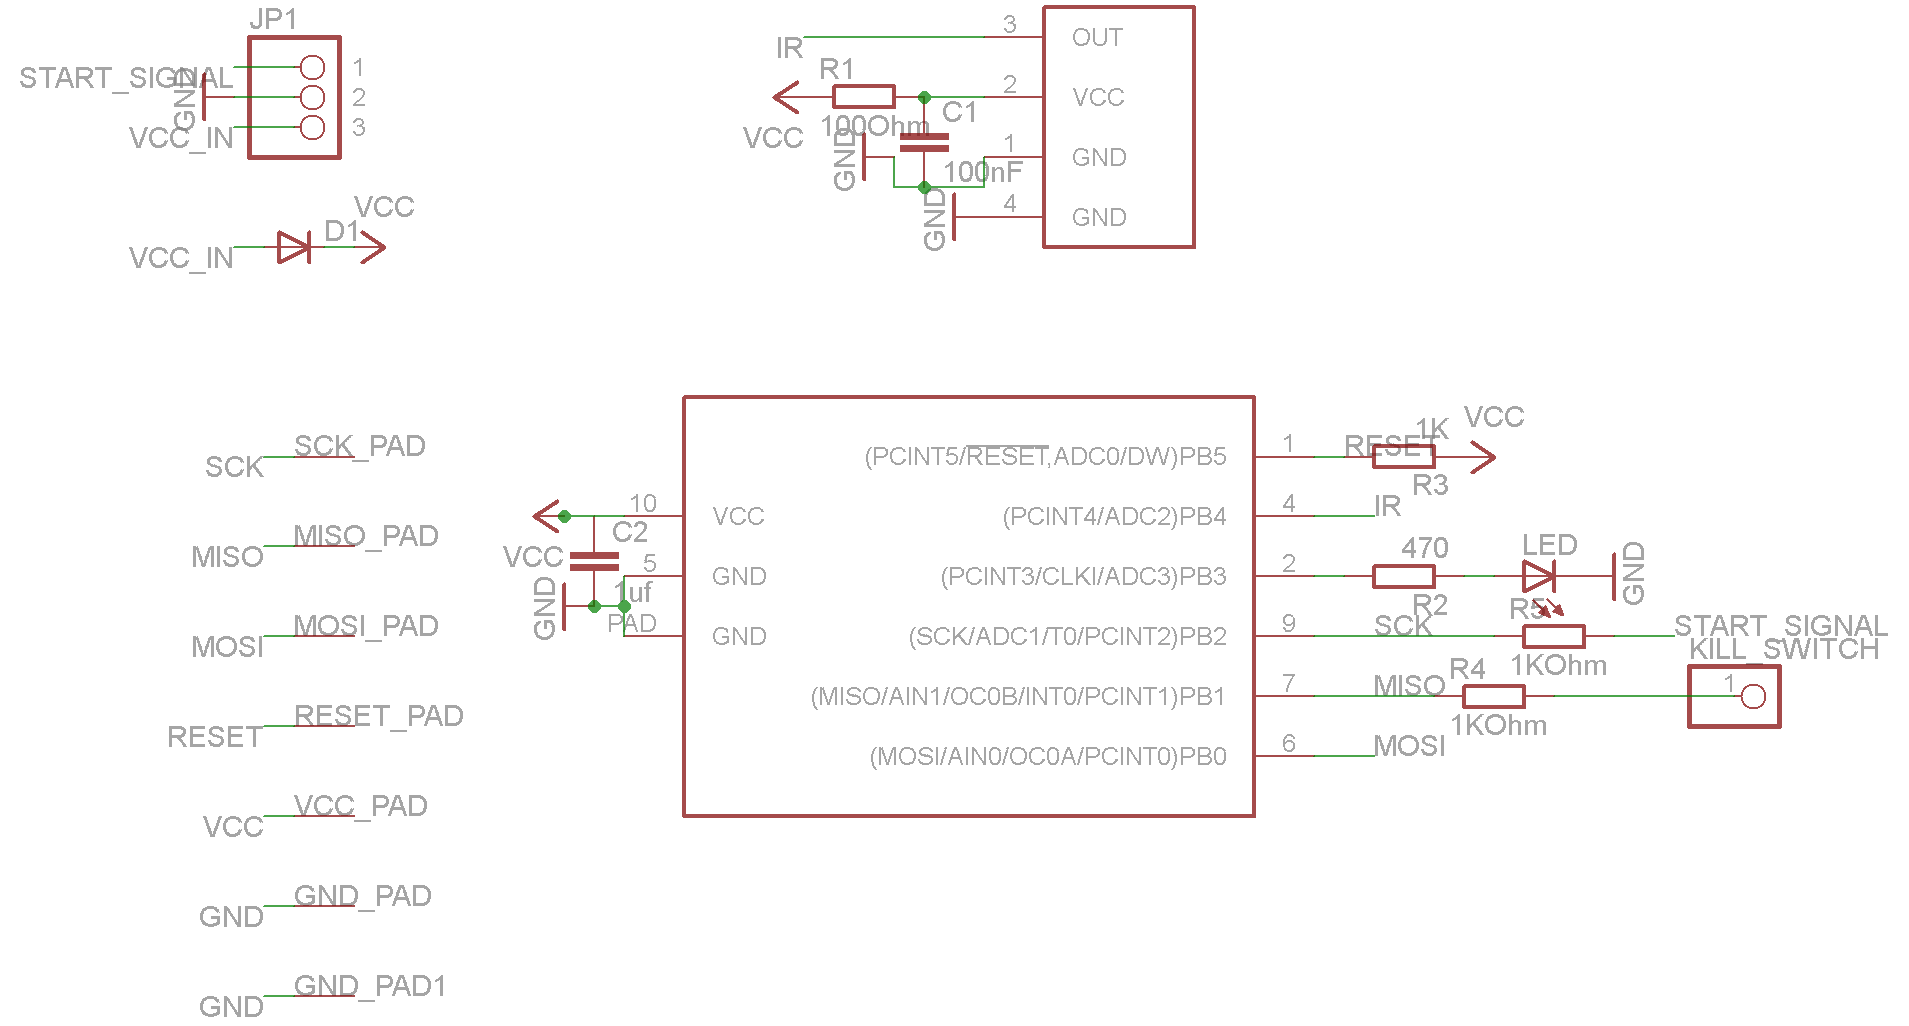 JP1
START_SIGNAL
1
GND
2
VCC_IN
3
VCC
D1
VCC_IN
IR
3
OUT
R1
2
VCC
C1
100Ohm
VCC
GND
1
GND
100nF
GND
4
GND
SCK_PAD
SCK
MISO_PAD
MISO
MOSI_PAD
MOSI
RESET_PAD
RESET
VCC_PAD
VCC
GND_PAD
GND
GND_PAD1
GND
10
VCC
C2
VCC
5
GND
1uf
GND
PAD
GND
(PCINT5/RESET,ADC0/DW)PB5
1
RESET
1K
VCC
R3
(PCINT4/ADC2)PB4
4
IR
(PCINT3/CLKI/ADC3)PB3
2
470
R2
LED
GND
(SCK/ADC1/T0/PCINT2)PB2
9
SCK
R5
1KOhm
START_SIGNAL
KILL_SWITCH
(MISO/AIN1/OC0B/INT0/PCINT1)PB1
7
MISO
R4
1KOhm
1
(MOSI/AIN0/OC0A/PCINT0)PB0
6
MOSI